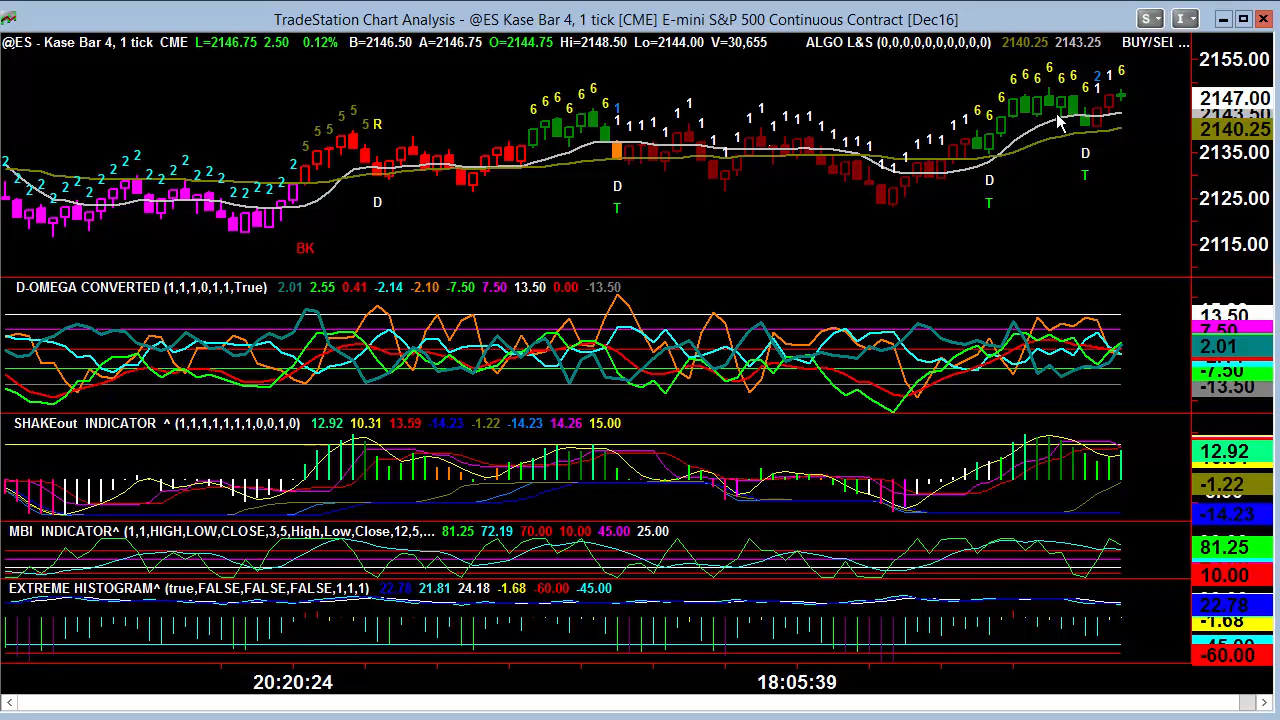 TradeStation Chart Analysis - @ES Kase Bar 4, 1 tick [CME] E-mini S&P 500 Continuous Contract [Dec16]
S I
@ES - Kase Bar 4, 1 tick CME L=2146.75 2.50 0.12% B=2146.50 A=2146.75 O=2144.75 Hi=2148.50 Lo=2144.00 V=30,655 ALGO L&S (0,0,0,0,0,0,0,0,0,0) 2140.25 2143.25 BUY/SEL ...
2155.00
2147.00
2143.50
2140.25
2135.00
2125.00
2115.00
R
D
BK
D
T
D
T
D
T
D-OMEGA CONVERTED (1,1,1,0,1,1,True) 2.01 2.55 0.41 -2.14 -2.10 -7.50 7.50 13.50 0.00 -13.50
13.50
7.50
2.01
-7.50
-13.50
SHAKEout INDICATOR ^ (1,1,1,1,1,1,1,0,0,1,0) 12.92 10.31 13.59 -14.23 -1.22 -14.23 14.26 15.00
12.92
-1.22
-14.23
MBI INDICATOR^ (1,1,HIGH,LOW,CLOSE,3,5,High,Low,Close,12,5,... 81.25 72.19 70.00 10.00 45.00 25.00
81.25
10.00
EXTREME HISTOGRAM^ (true,FALSE,FALSE,FALSE,1,1,1) 22.78 21.81 24.18 -1.68 -60.00 -45.00
22.78
-1.68
-45.00
-60.00
20:20:24 18:05:39